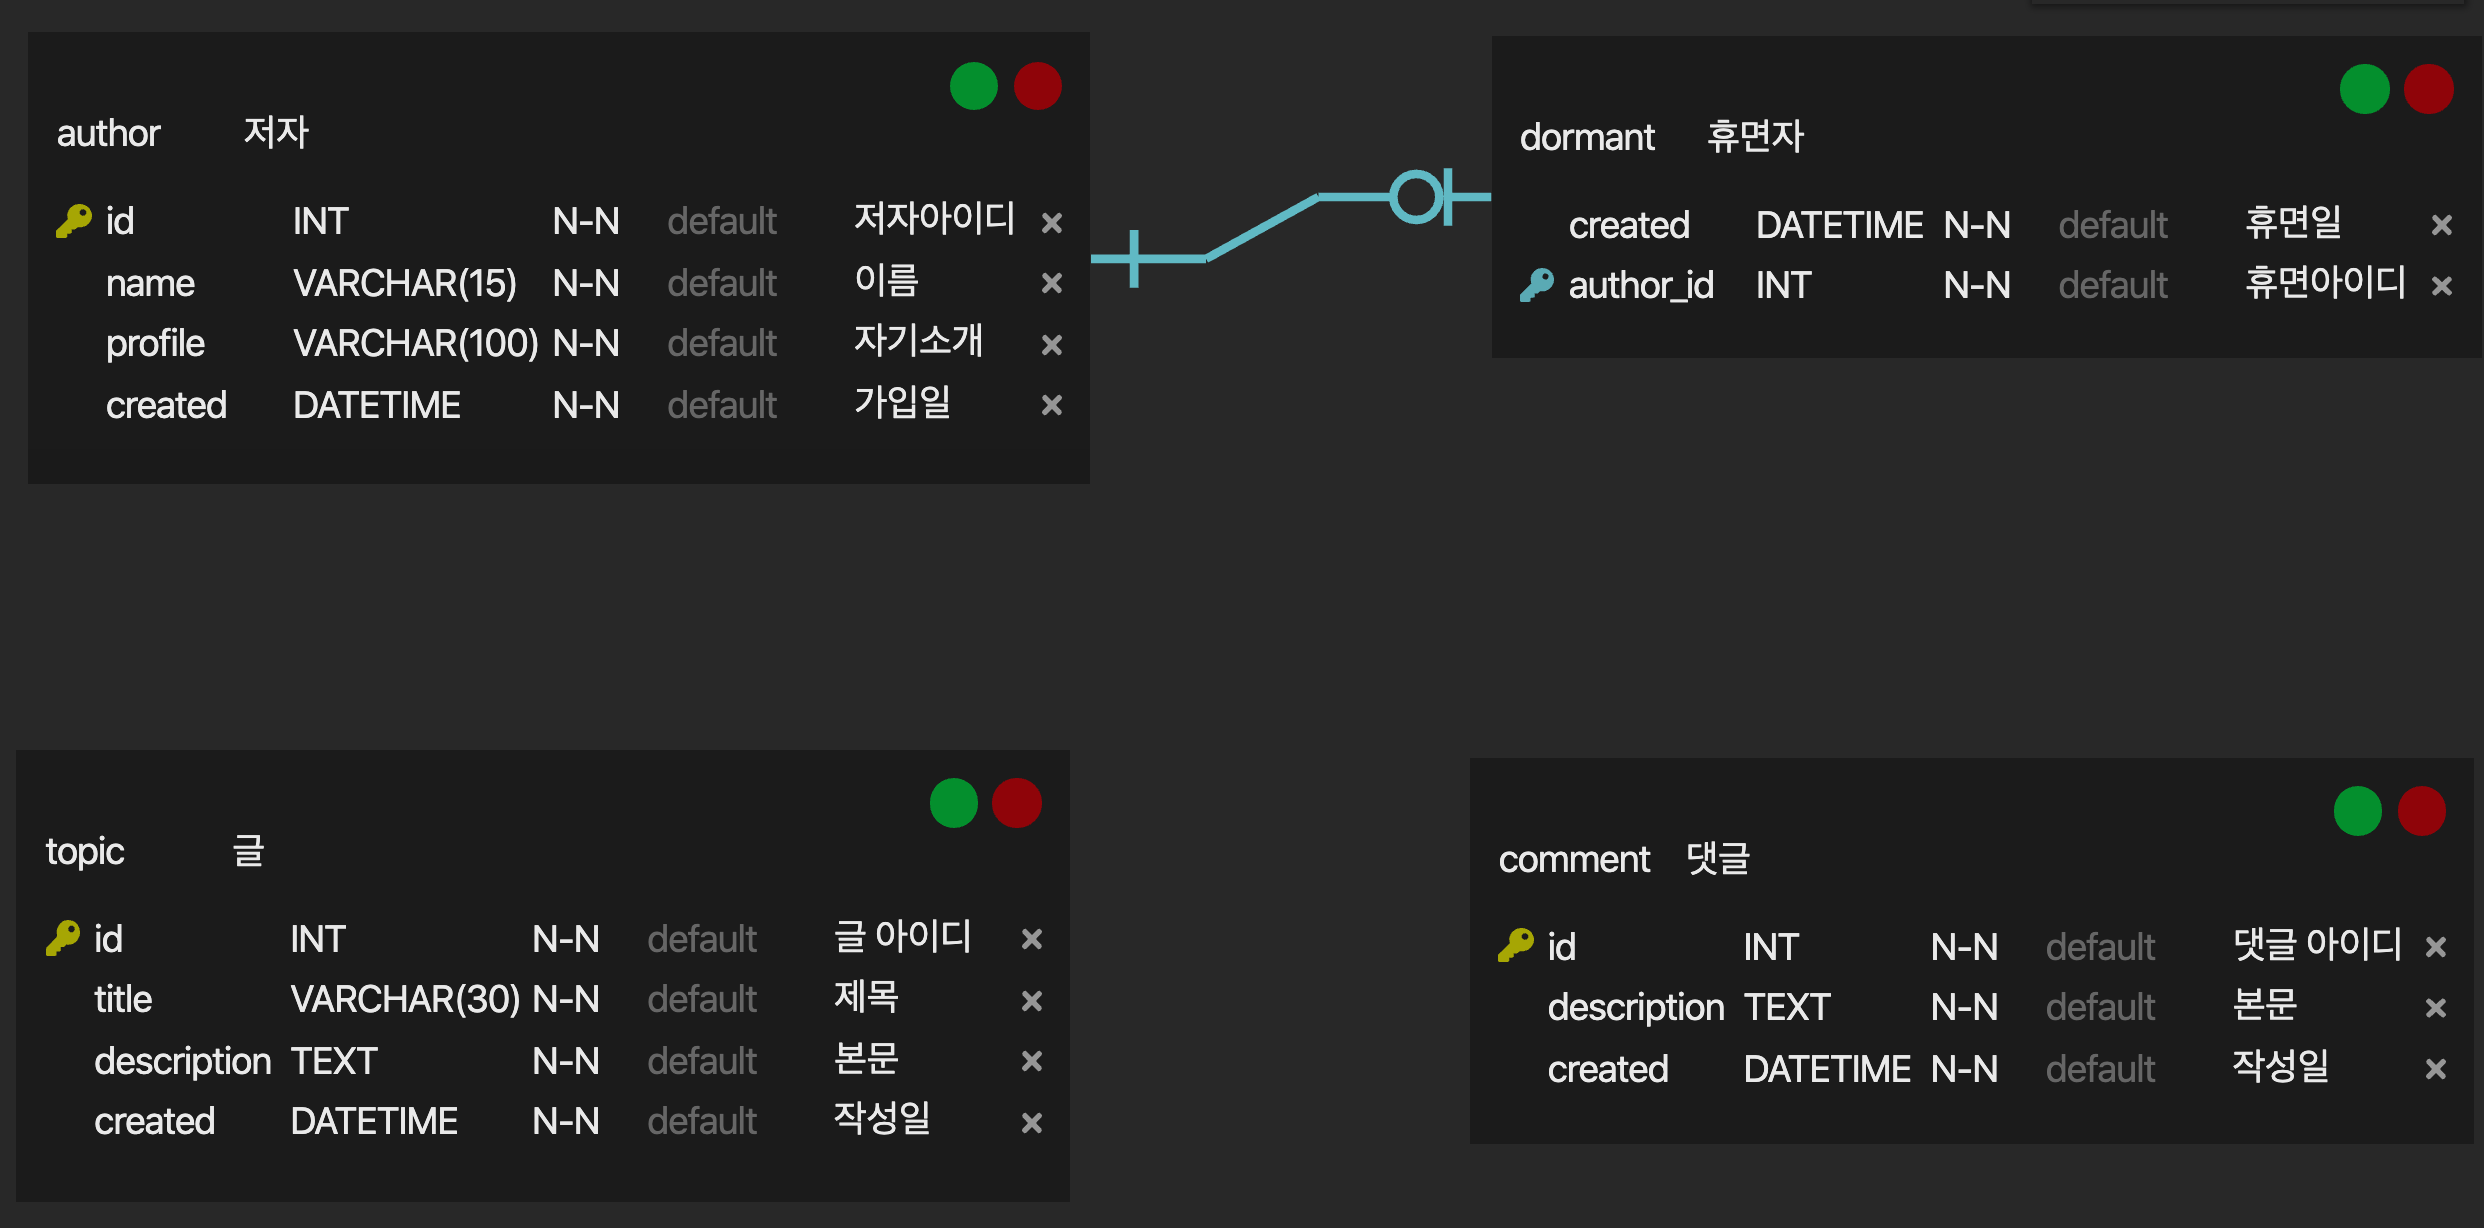 author 저자
id INT N-N default 저자아이디 ×
name VARCHAR(15) N-N default 이름 ×
profile VARCHAR(100) N-N default 자기소개 ×
created DATETIME N-N default 가입일 ×
dormant 휴면자
created DATETIME N-N default 휴면일 ×
author_id INT N-N default 휴면아이디 ×
topic 글
id INT N-N default 글 아이디 ×
title VARCHAR(30) N-N default 제목 ×
description TEXT N-N default 본문 ×
created DATETIME N-N default 작성일 ×
comment 댓글
id INT N-N default 댓글 아이디 ×
description TEXT N-N default 본문 ×
created DATETIME N-N default 작성일 ×